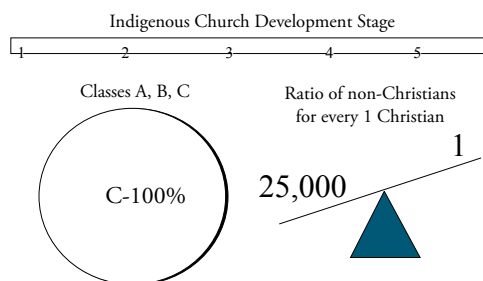 Indigenous Church Development Stage
1 2 3 4 5
Classes A, B, C
C-100%
Ratio of non-Christians
for every 1 Christian
1
25,000